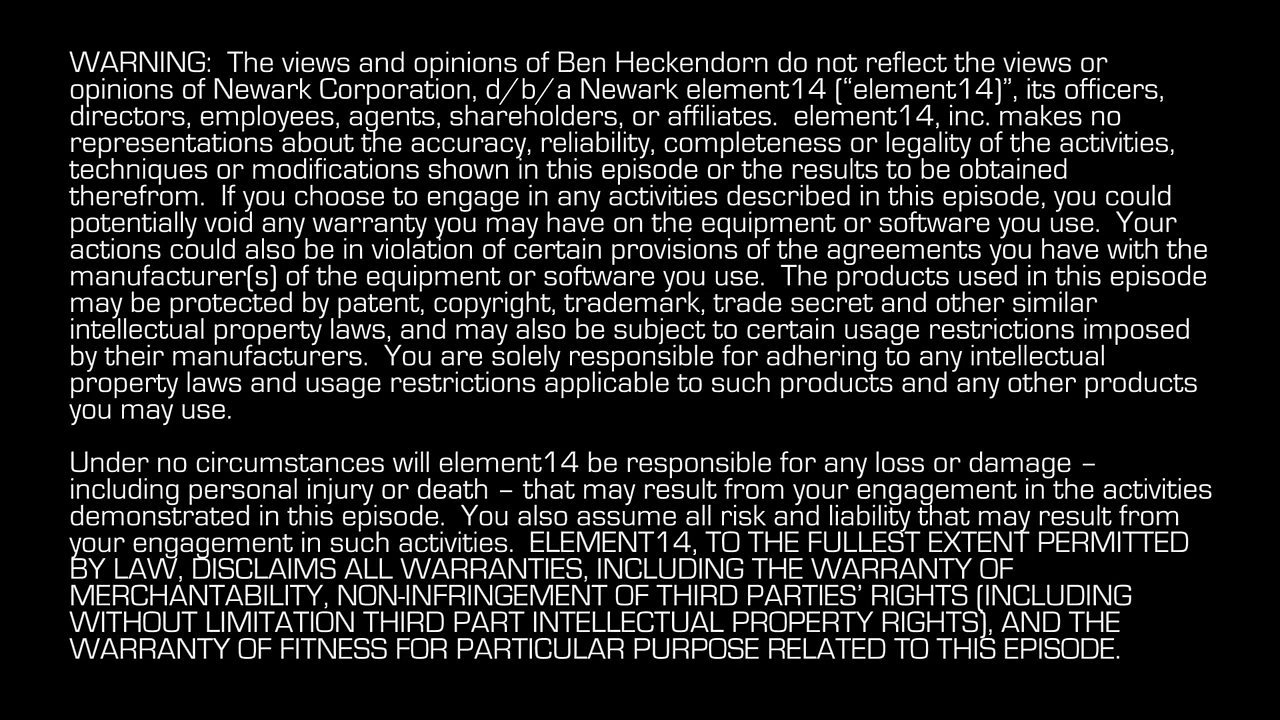 WARNING:  The views and opinions of Ben Heckendorn do not reflect the views or
opinions of Newark Corporation, d/b/a Newark element14 (“element14)”, its officers,
directors, employees, agents, shareholders, or affiliates.  element14, inc. makes no
representations about the accuracy, reliability, completeness or legality of the activities,
techniques or modifications shown in this episode or the results to be obtained
therefrom.  If you choose to engage in any activities described in this episode, you could
potentially void any warranty you may have on the equipment or software you use.  Your
actions could also be in violation of certain provisions of the agreements you have with the
manufacturer(s) of the equipment or software you use.  The products used in this episode
may be protected by patent, copyright, trademark, trade secret and other similar
intellectual property laws, and may also be subject to certain usage restrictions imposed
by their manufacturers.  You are solely responsible for adhering to any intellectual
property laws and usage restrictions applicable to such products and any other products
you may use.

Under no circumstances will element14 be responsible for any loss or damage –
including personal injury or death – that may result from your engagement in the activities
demonstrated in this episode.  You also assume all risk and liability that may result from
your engagement in such activities.  ELEMENT14, TO THE FULLEST EXTENT PERMITTED
BY LAW, DISCLAIMS ALL WARRANTIES, INCLUDING THE WARRANTY OF
MERCHANTABILITY, NON-INFRINGEMENT OF THIRD PARTIES’ RIGHTS (INCLUDING
WITHOUT LIMITATION THIRD PART INTELLECTUAL PROPERTY RIGHTS), AND THE
WARRANTY OF FITNESS FOR PARTICULAR PURPOSE RELATED TO THIS EPISODE.